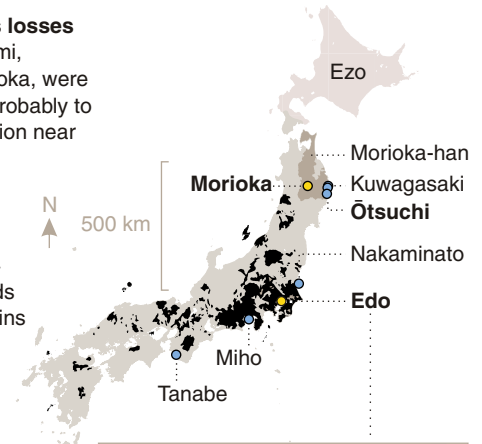 s losses
mi,
oka, were
robably to
ion near
ds
ins
Ezo
Morioka-han
Morioka
Kuwagasaki
Ōtsuchi
N
500 km
Nakaminato
Edo
Miho
Tanabe